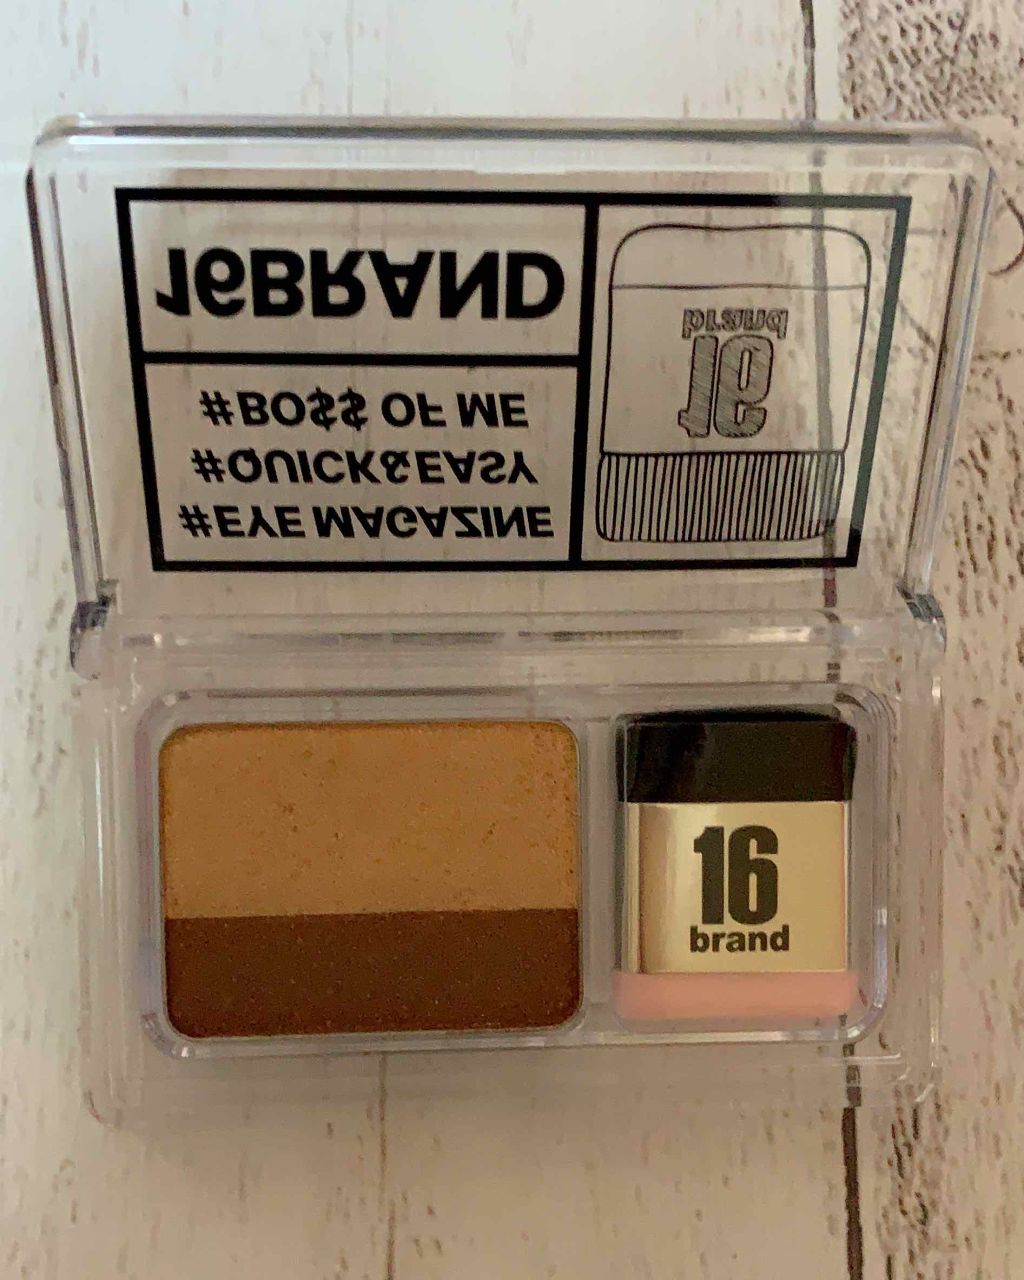 16BRAND
#BO$$ OF ME
#QUICK&EASY
#EYE MAGAZINE
brand
16
16
brand